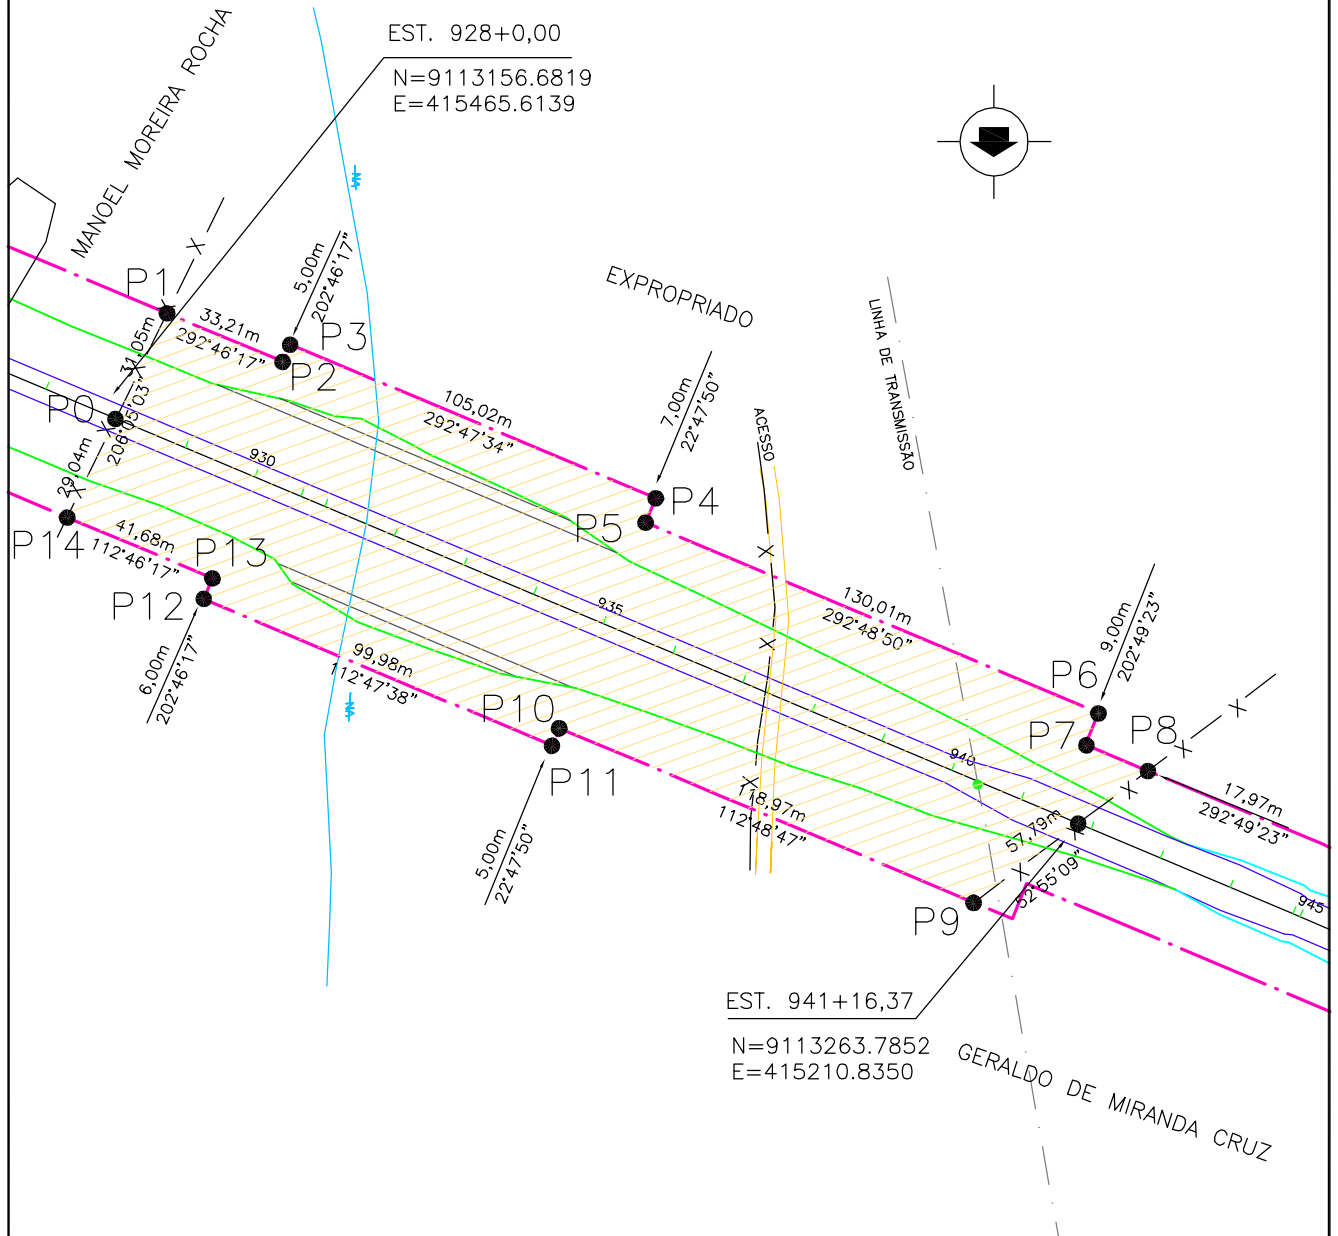 EST. 928+0,00
N=9113156.6819
E=415465.6139
MANOEL MOREIRA ROCHA
X
P1
31,05m
206°05'03"
33,21m
292°46'17"
5,00m
202°46'17"
P3
P2
EXPROPRIADO
105,02m
292°47'34"
7,00m
22°47'50"
P4
P5
ACESSO
LINHA DE TRANSMISSÃO
P0
X
X
29,04m
X
930
P14
41,68m
112°46'17"
P13
P12
6,00m
202°46'17"
935
X
X
X
130,01m
292°48'50"
9,00m
202°49'23"
P6
P7
P8
X
X
X
99,98m
112°47'38"
P10
P11
5,00m
22°47'50"
118,97m
112°48'47"
940
17,97m
292°49'23"
57,79m
52°55'09"
X
X
945
P9
EST. 941+16,37
N=9113263.7852
E=415210.8350
GERALDO DE MIRANDA CRUZ